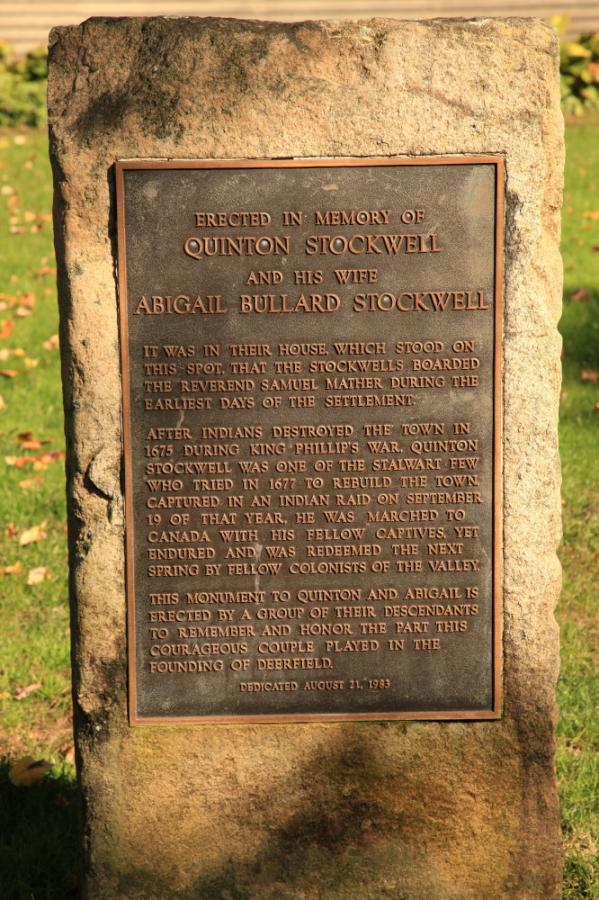 ERECTED IN MEMORY OF
QUINTON STOCKWELL
AND HIS WIFE
ABIGAIL BULLARD STOCKWELL
IT WAS IN THEIR HOUSE, WHICH STOOD ON
THIS SPOT, THAT THE STOCKWELLS BOARDED
THE REVEREND SAMUEL MATHER DURING THE
EARLIEST DAYS OF THE SETTLEMENT.
AFTER INDIANS DESTROYED THE TOWN IN
1675 DURING KING PHILLIP'S WAR, QUINTON
STOCKWELL WAS ONE OF THE STALWART FEW
WHO TRIED IN 1677 TO REBUILD THE TOWN.
CAPTURED IN AN INDIAN RAID ON SEPTEMBER
19 OF THAT YEAR, HE WAS MARCHED TO
CANADA WITH HIS FELLOW CAPTIVES, YET
ENDURED AND WAS REDEEMED THE NEXT
SPRING BY FELLOW COLONISTS OF THE VALLEY.
THIS MONUMENT TO QUINTON AND ABIGAIL IS
ERECTED BY A GROUP OF THEIR DESCENDANTS
TO REMEMBER AND HONOR THE PART THIS
COURAGEOUS COUPLE PLAYED IN THE
FOUNDING OF DEERFIELD.
DEDICATED AUGUST 21, 1983